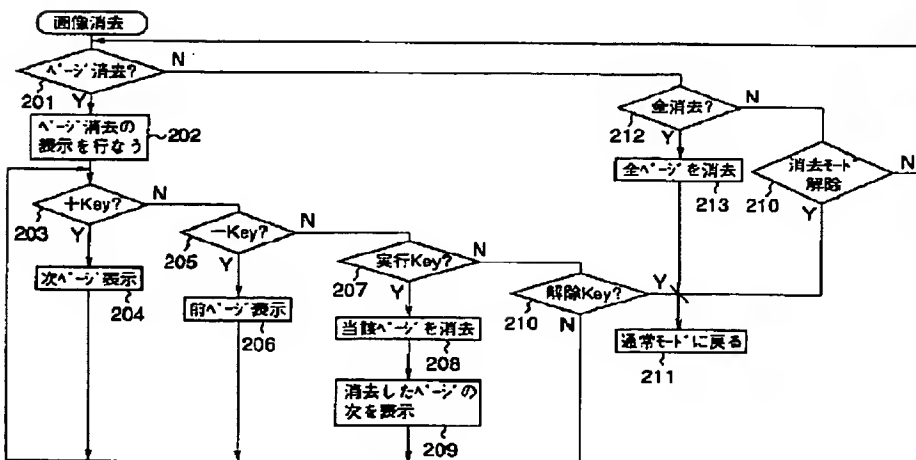 画像消去
ページ消去?
N
201
Y
ページ消去の
表示を行なう
202
全消去?
N
212
Y
全ページを消去
213
消去モード
解除
N
210
Y
+Key?
N
203
Y
次ページ表示
204
−Key?
N
205
Y
前ページ表示
206
実行Key?
N
207
Y
当該ページを消去
208
消去したページの
次を表示
209
解除Key?
Y
210
N
通常モードに戻る
211